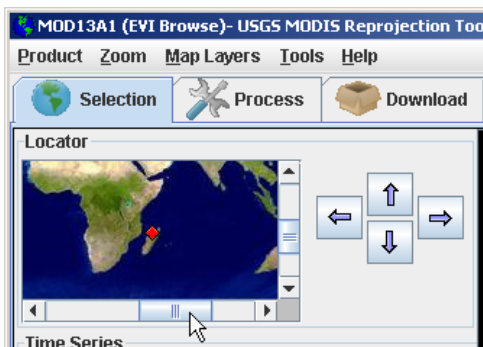 MOD13A1 (EVI Browse)- USGS MODIS Reprojection Too
Product Zoom Map Layers Tools Help
Selection Process Download
Locator
Time Series